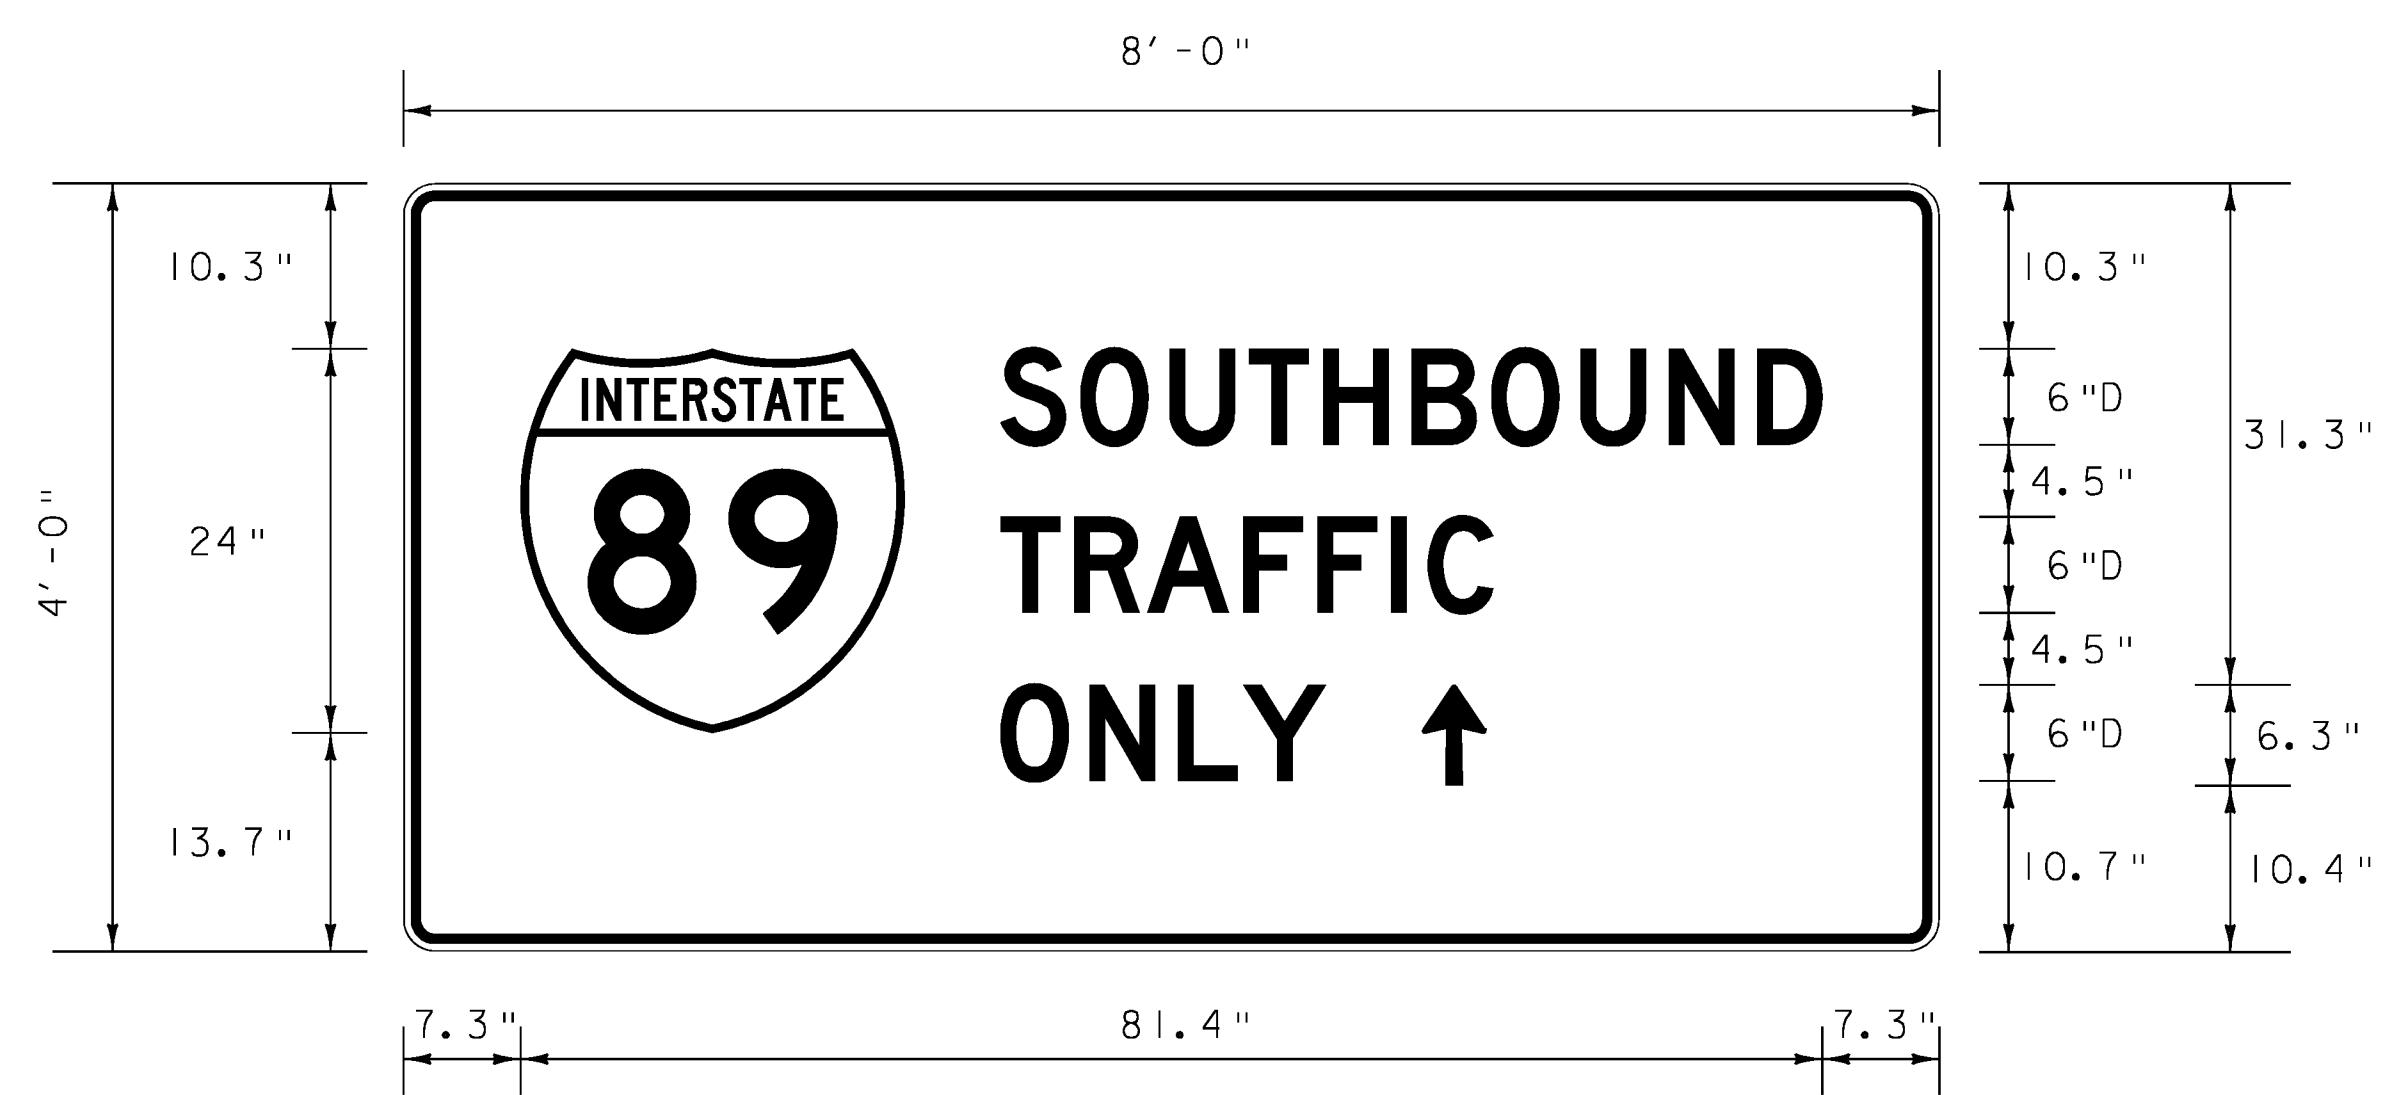 8'-0"
10.3"
24"
13.7"
4'-0"
INTERSTATE
89
SOUTHBOUND
TRAFFIC
ONLY
10.3"
6"D
4.5"
6"D
4.5"
6"D
10.7"
31.3"
6.3"
10.4"
7.3" 81.4" 7.3"